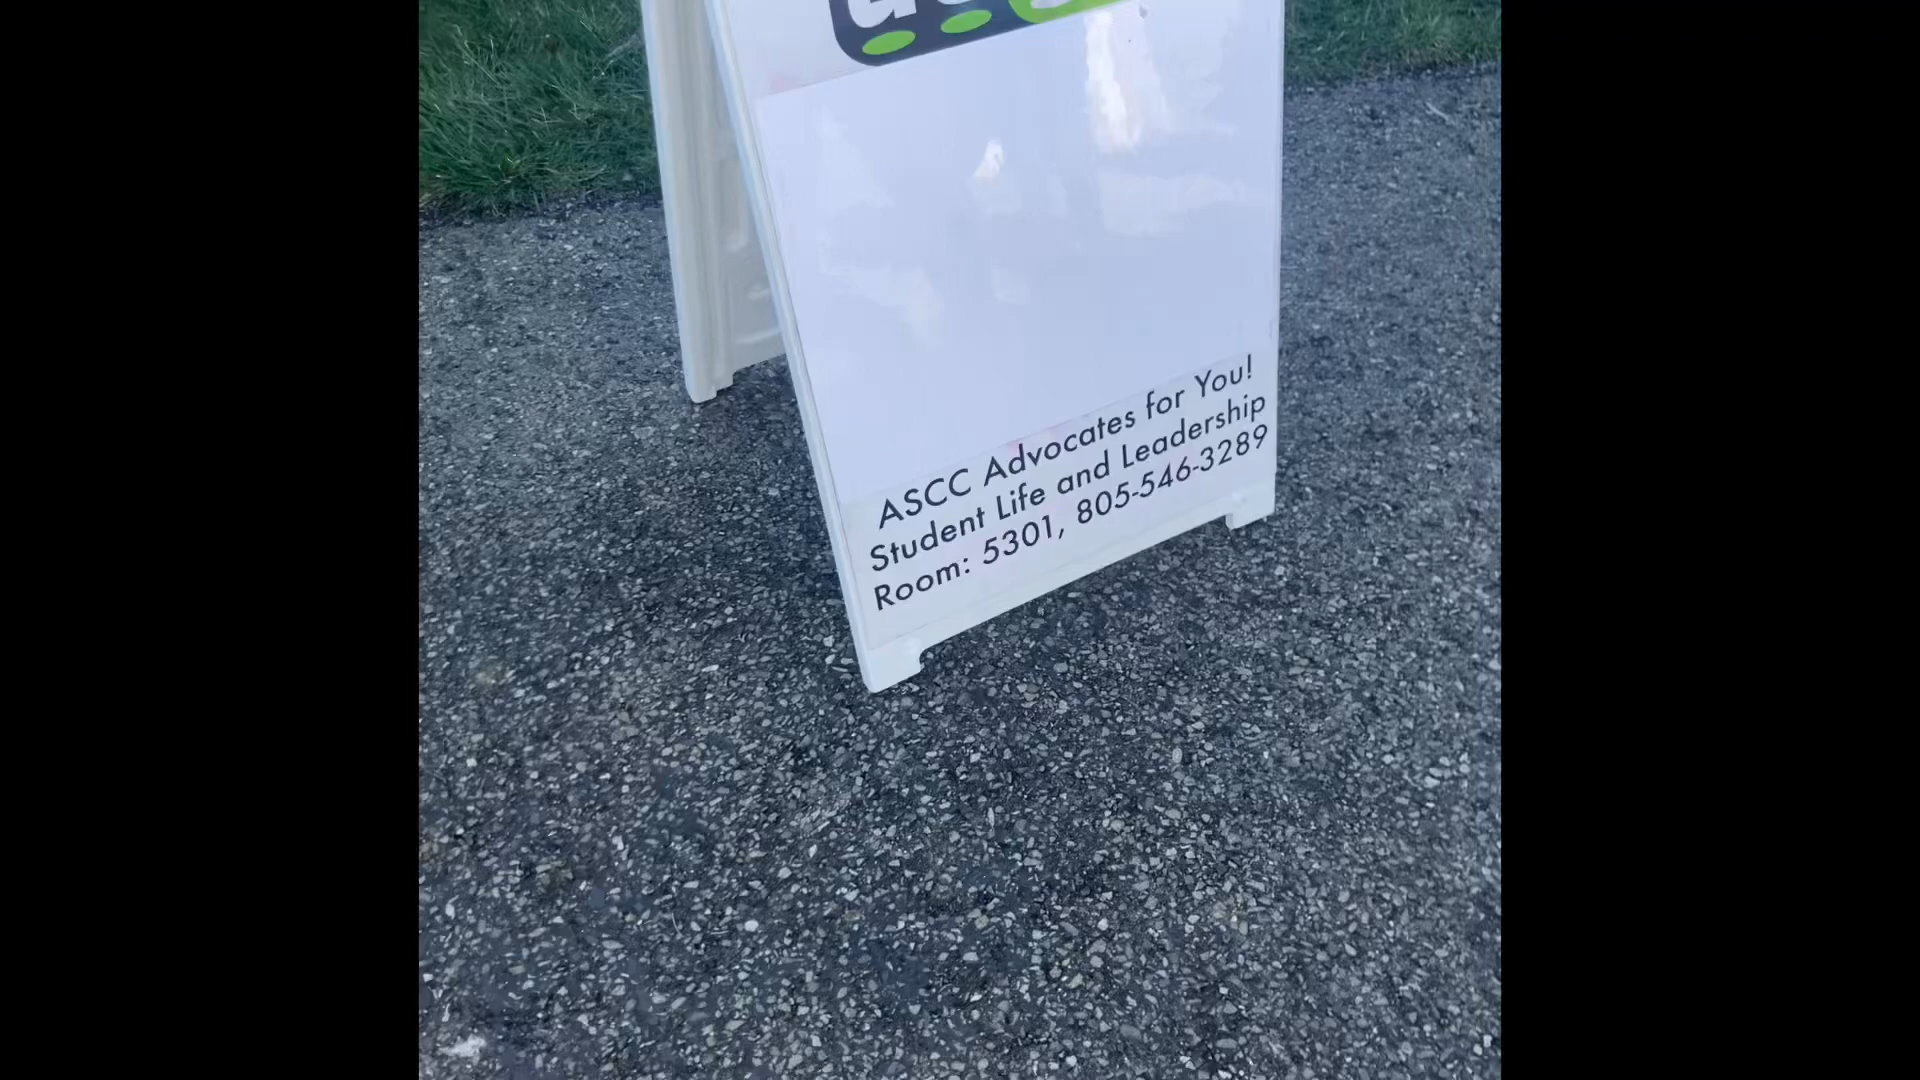 ASCC Advocates for You!
Student Life and Leadership
Room: 5301, 805-546-3289